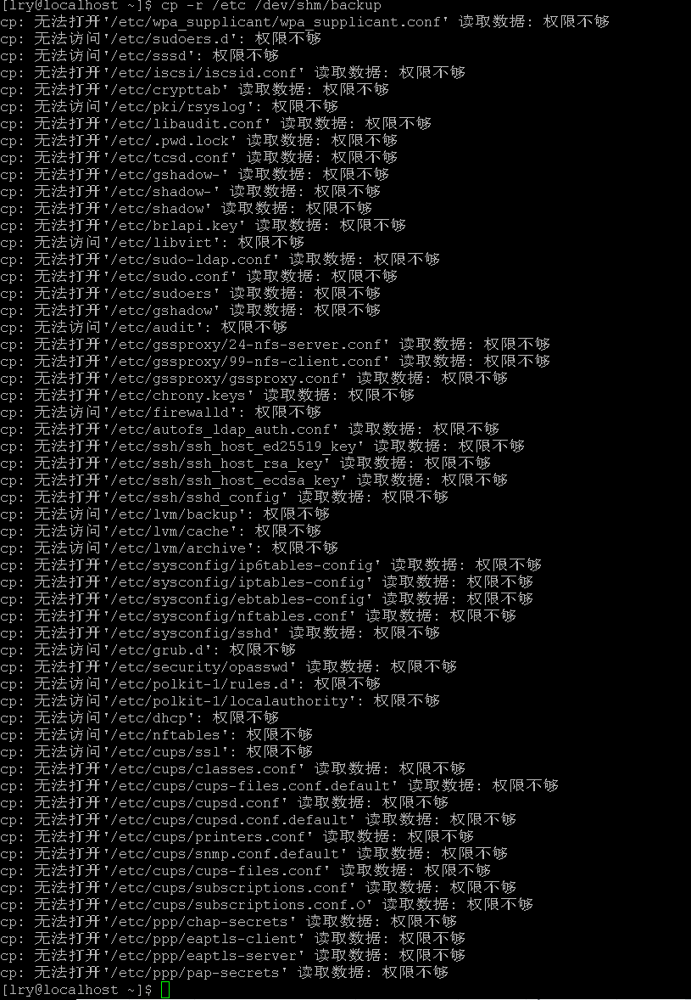 [lry@localhost ~]$ cp -r /etc /dev/shm/backup
cp: 无法打开'/etc/wpa_supplicant/wpa_supplicant.conf' 读取数据: 权限不够
cp: 无法访问'/etc/sudoers.d': 权限不够
cp: 无法访问'/etc/sssd': 权限不够
cp: 无法打开'/etc/iscsi/iscsid.conf' 读取数据: 权限不够
cp: 无法打开'/etc/crypttab' 读取数据: 权限不够
cp: 无法访问'/etc/pki/rsyslog': 权限不够
cp: 无法打开'/etc/libaudit.conf' 读取数据: 权限不够
cp: 无法打开'/etc/.pwd.lock' 读取数据: 权限不够
cp: 无法打开'/etc/tcsd.conf' 读取数据: 权限不够
cp: 无法打开'/etc/gshadow-' 读取数据: 权限不够
cp: 无法打开'/etc/shadow-' 读取数据: 权限不够
cp: 无法打开'/etc/shadow' 读取数据: 权限不够
cp: 无法打开'/etc/brlapi.key' 读取数据: 权限不够
cp: 无法访问'/etc/libvirt': 权限不够
cp: 无法打开'/etc/sudo-ldap.conf' 读取数据: 权限不够
cp: 无法打开'/etc/sudo.conf' 读取数据: 权限不够
cp: 无法打开'/etc/sudoers' 读取数据: 权限不够
cp: 无法打开'/etc/gshadow' 读取数据: 权限不够
cp: 无法访问'/etc/audit': 权限不够
cp: 无法打开'/etc/gssproxy/24-nfs-server.conf' 读取数据: 权限不够
cp: 无法打开'/etc/gssproxy/99-nfs-client.conf' 读取数据: 权限不够
cp: 无法打开'/etc/gssproxy/gssproxy.conf' 读取数据: 权限不够
cp: 无法打开'/etc/chrony.keys' 读取数据: 权限不够
cp: 无法访问'/etc/firewalld': 权限不够
cp: 无法打开'/etc/autofs_ldap_auth.conf' 读取数据: 权限不够
cp: 无法打开'/etc/ssh/ssh_host_ed25519_key' 读取数据: 权限不够
cp: 无法打开'/etc/ssh/ssh_host_rsa_key' 读取数据: 权限不够
cp: 无法打开'/etc/ssh/ssh_host_ecdsa_key' 读取数据: 权限不够
cp: 无法打开'/etc/ssh/sshd_config' 读取数据: 权限不够
cp: 无法访问'/etc/lvm/backup': 权限不够
cp: 无法访问'/etc/lvm/cache': 权限不够
cp: 无法访问'/etc/lvm/archive': 权限不够
cp: 无法打开'/etc/sysconfig/ip6tables-config' 读取数据: 权限不够
cp: 无法打开'/etc/sysconfig/iptables-config' 读取数据: 权限不够
cp: 无法打开'/etc/sysconfig/ebtables-config' 读取数据: 权限不够
cp: 无法打开'/etc/sysconfig/nftables.conf' 读取数据: 权限不够
cp: 无法打开'/etc/sysconfig/sshd' 读取数据: 权限不够
cp: 无法访问'/etc/grub.d': 权限不够
cp: 无法打开'/etc/security/opasswd' 读取数据: 权限不够
cp: 无法访问'/etc/polkit-1/rules.d': 权限不够
cp: 无法访问'/etc/polkit-1/localauthority': 权限不够
cp: 无法访问'/etc/dhcp': 权限不够
cp: 无法访问'/etc/nftables': 权限不够
cp: 无法访问'/etc/cups/ssl': 权限不够
cp: 无法打开'/etc/cups/classes.conf' 读取数据: 权限不够
cp: 无法打开'/etc/cups/cups-files.conf.default' 读取数据: 权限不够
cp: 无法打开'/etc/cups/cupsd.conf' 读取数据: 权限不够
cp: 无法打开'/etc/cups/cupsd.conf.default' 读取数据: 权限不够
cp: 无法打开'/etc/cups/printers.conf' 读取数据: 权限不够
cp: 无法打开'/etc/cups/snmp.conf.default' 读取数据: 权限不够
cp: 无法打开'/etc/cups/cups-files.conf' 读取数据: 权限不够
cp: 无法打开'/etc/cups/subscriptions.conf' 读取数据: 权限不够
cp: 无法打开'/etc/cups/subscriptions.conf.O' 读取数据: 权限不够
cp: 无法打开'/etc/ppp/chap-secrets' 读取数据: 权限不够
cp: 无法打开'/etc/ppp/eaptls-client' 读取数据: 权限不够
cp: 无法打开'/etc/ppp/eaptls-server' 读取数据: 权限不够
cp: 无法打开'/etc/ppp/pap-secrets' 读取数据: 权限不够
[lry@localhost ~]$